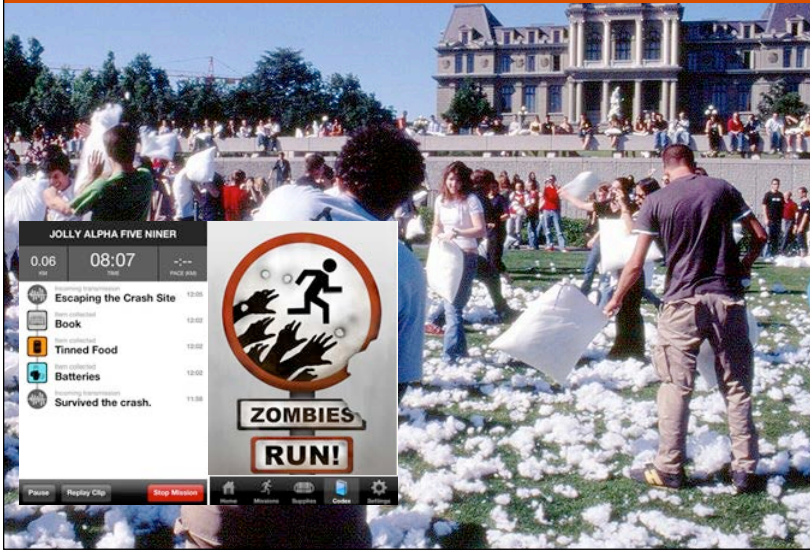 JOLLY ALPHA FIVE NINER
0.06
KM
08:07
TIME
-:--
PACE (KM)
Incoming transmission
Escaping the Crash Site 12:05
Item collected
Book 12:02
Item collected
Tinned Food 12:02
Item collected
Batteries 12:02
Incoming transmission
Survived the crash. 11:58
Pause Replay Clip Stop Mission
ZOMBIES
RUN!
Home Missions Supplies Codes Settings